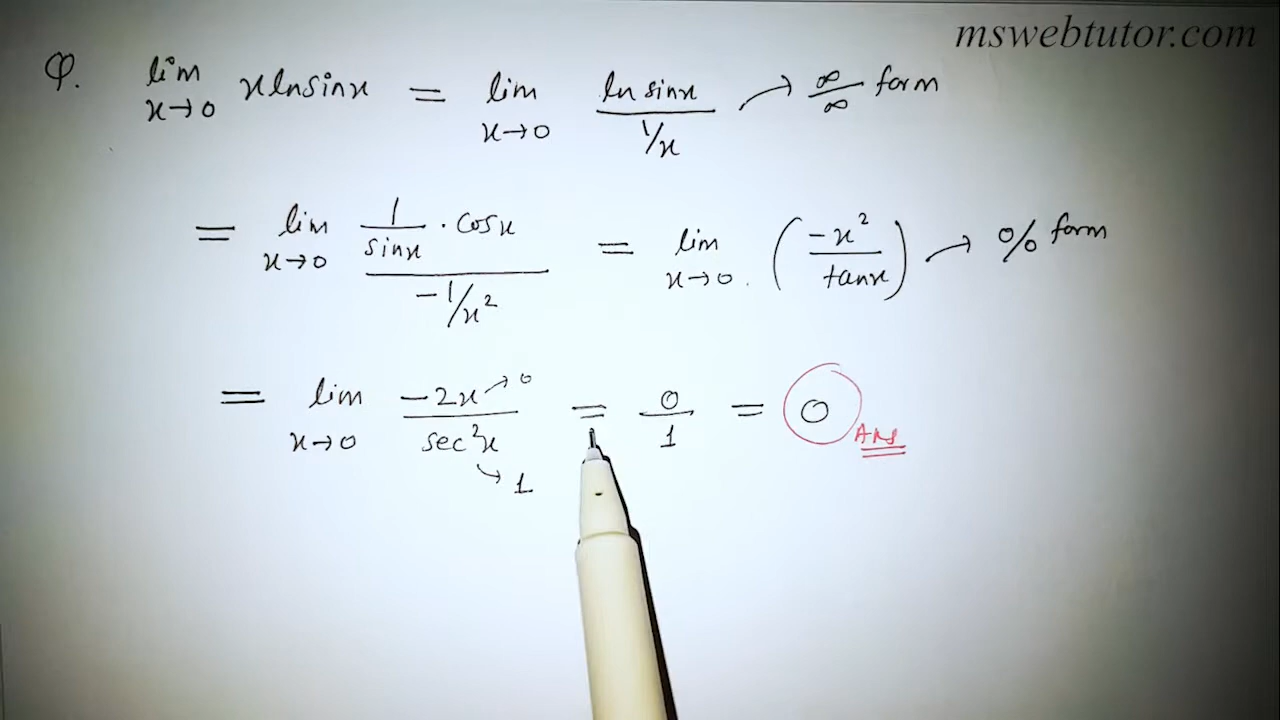 mswebtutor.com
Q. lim x→0 x ln sin x = lim x→0 (ln sin x)/(1/x) → ∞/∞ form
= lim x→0 (1/sin x · cos x)/(-1/x²) = lim x→0. (-x²/tan x) → 0/0 form
= lim x→0 (-2x → 0)/(sec²x → 1) = 0/1 = 0 Ans